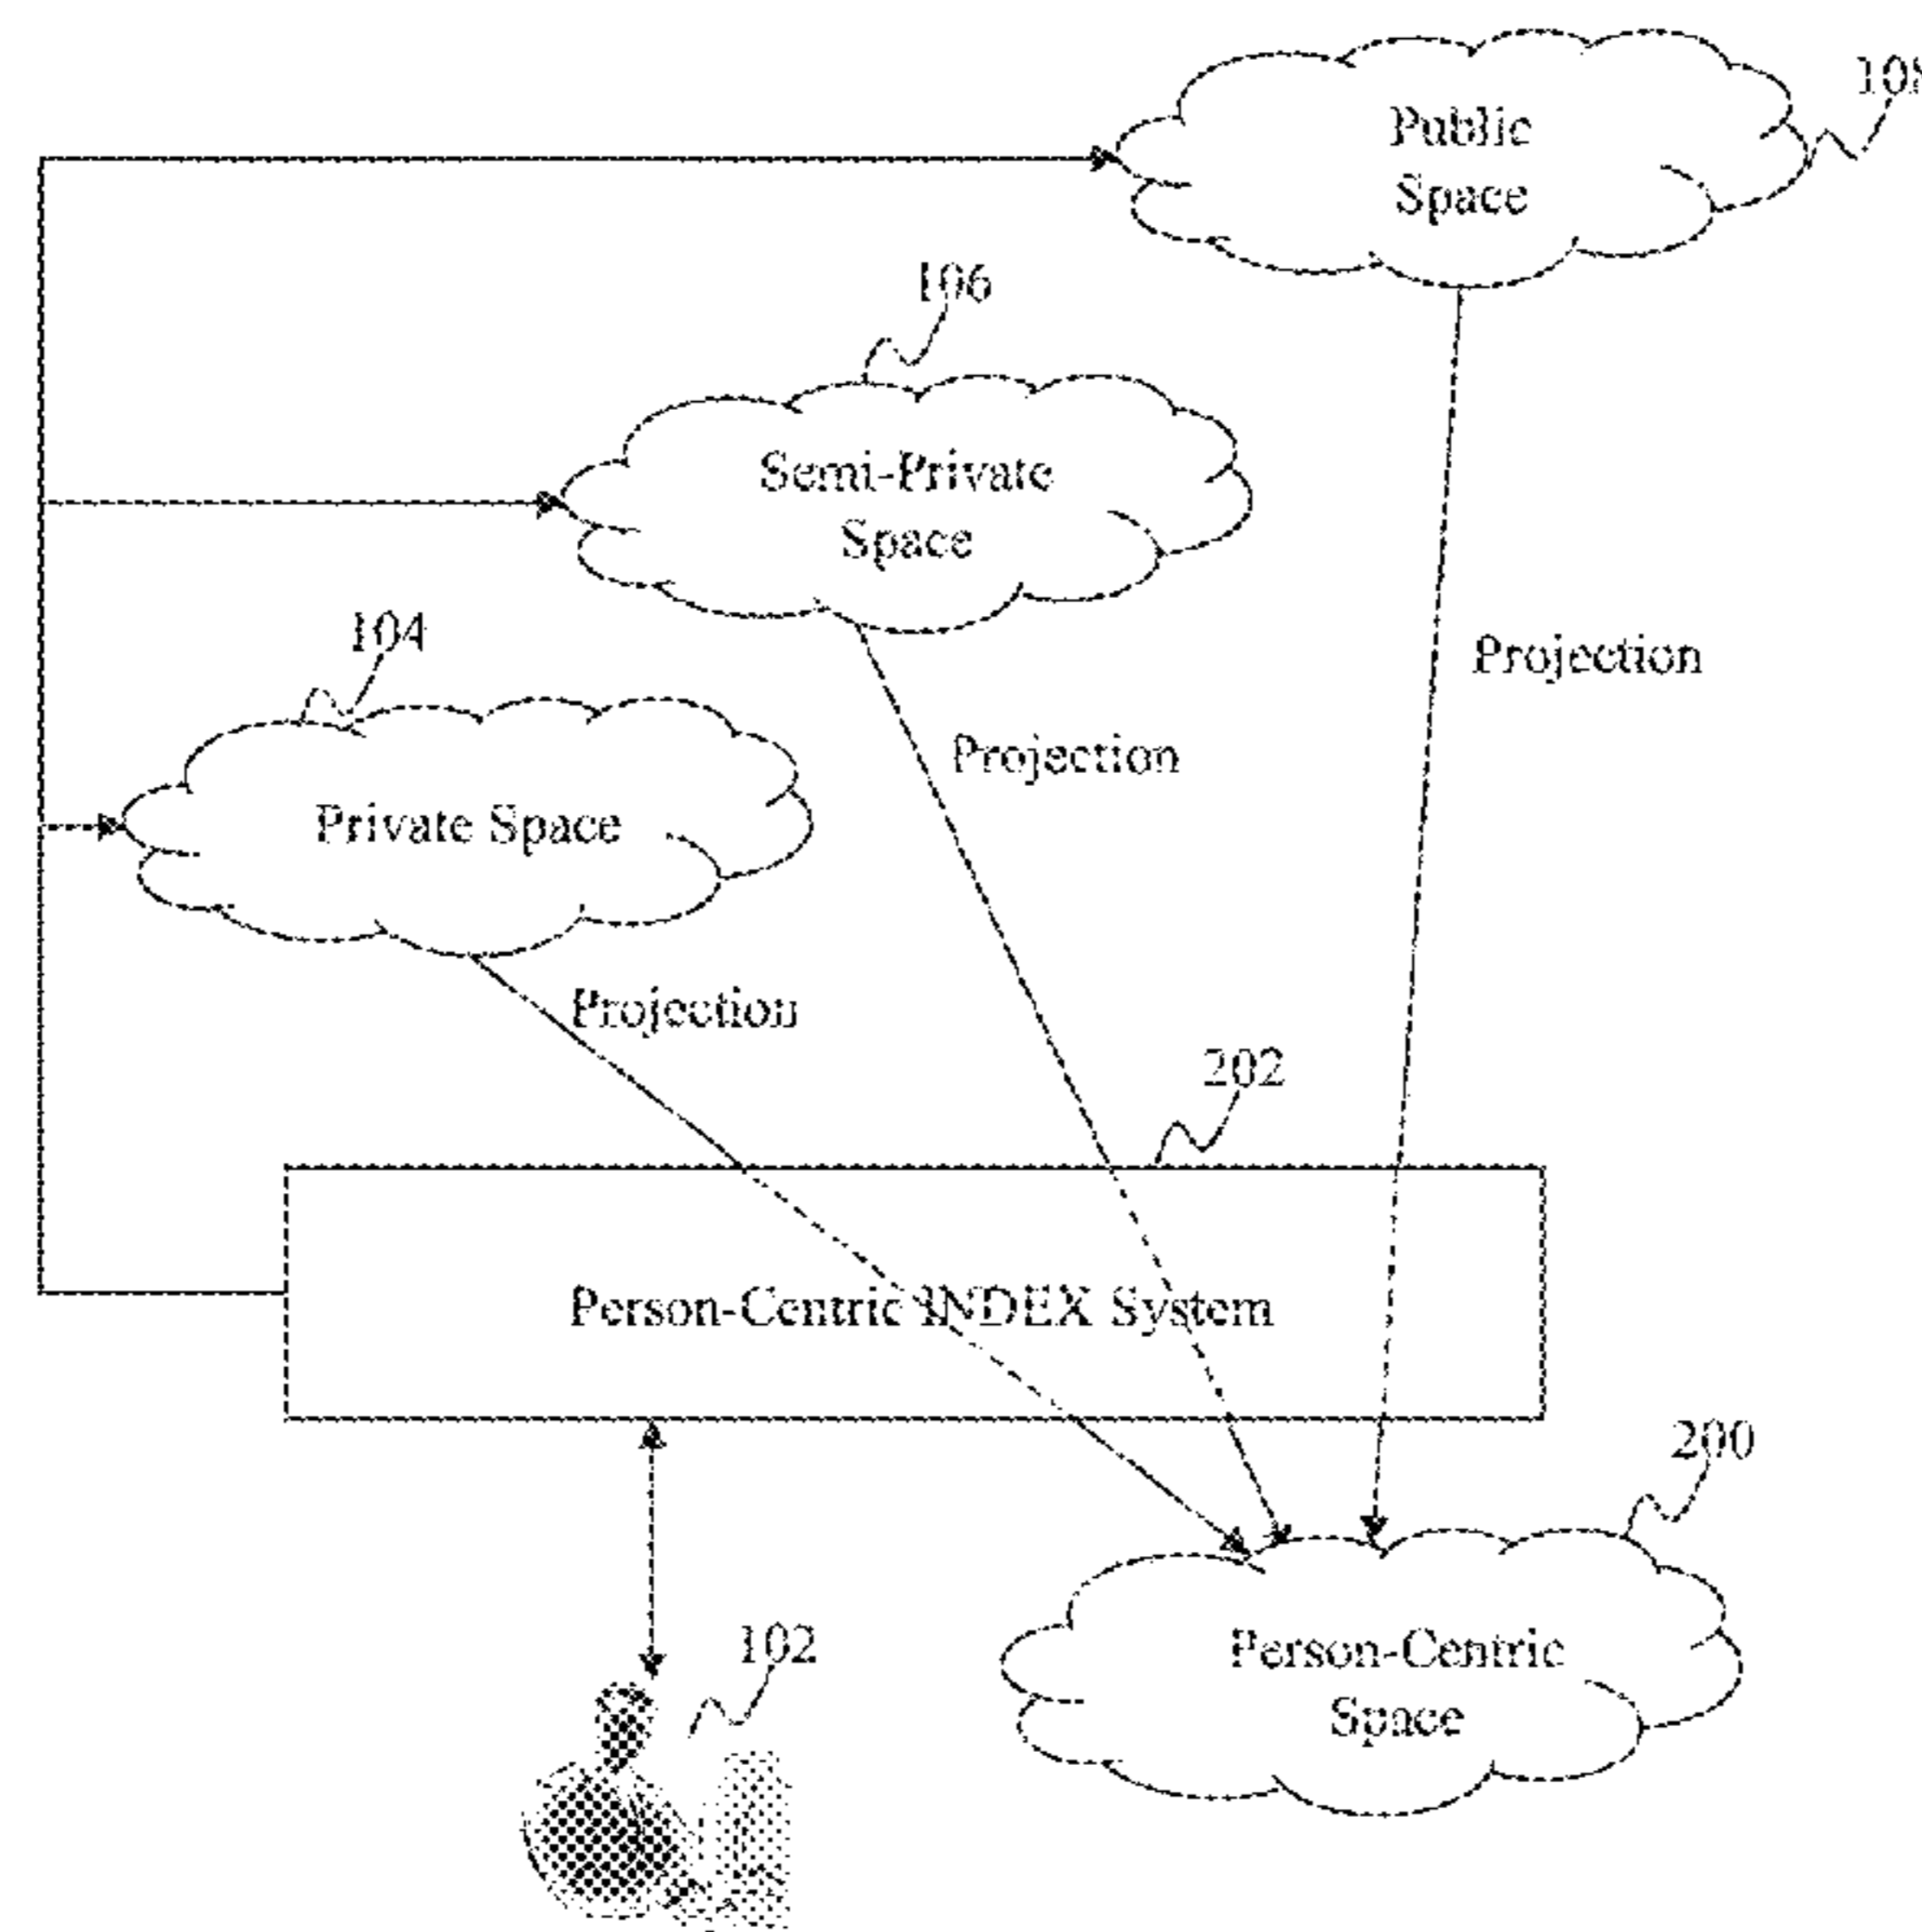 108
Public
Space
106
Semi-Private
Space
Projection
104
Projection
Private Space
Projection
202
Person-Centric INDEX System
200
102
Person-Centric
Space